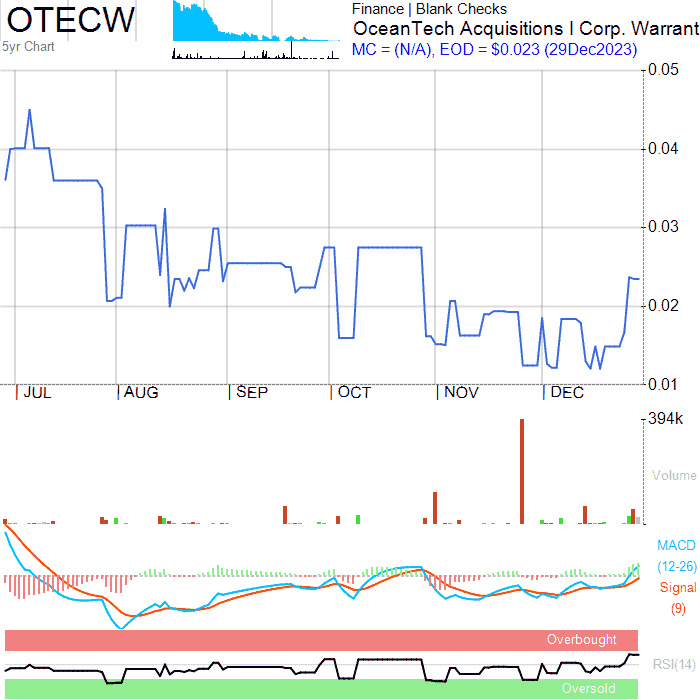 OTECW
5yr Chart
Finance | Blank Checks
OceanTech Acquisitions I Corp. Warrant
MC = (N/A), EOD = $0.023 (29Dec2023)
0.05
0.04
0.03
0.02
0.01
JUL AUG SEP OCT NOV DEC
394k
Volume
MACD
(12-26)
Signal
(9)
Overbought
RSI(14)
Oversold